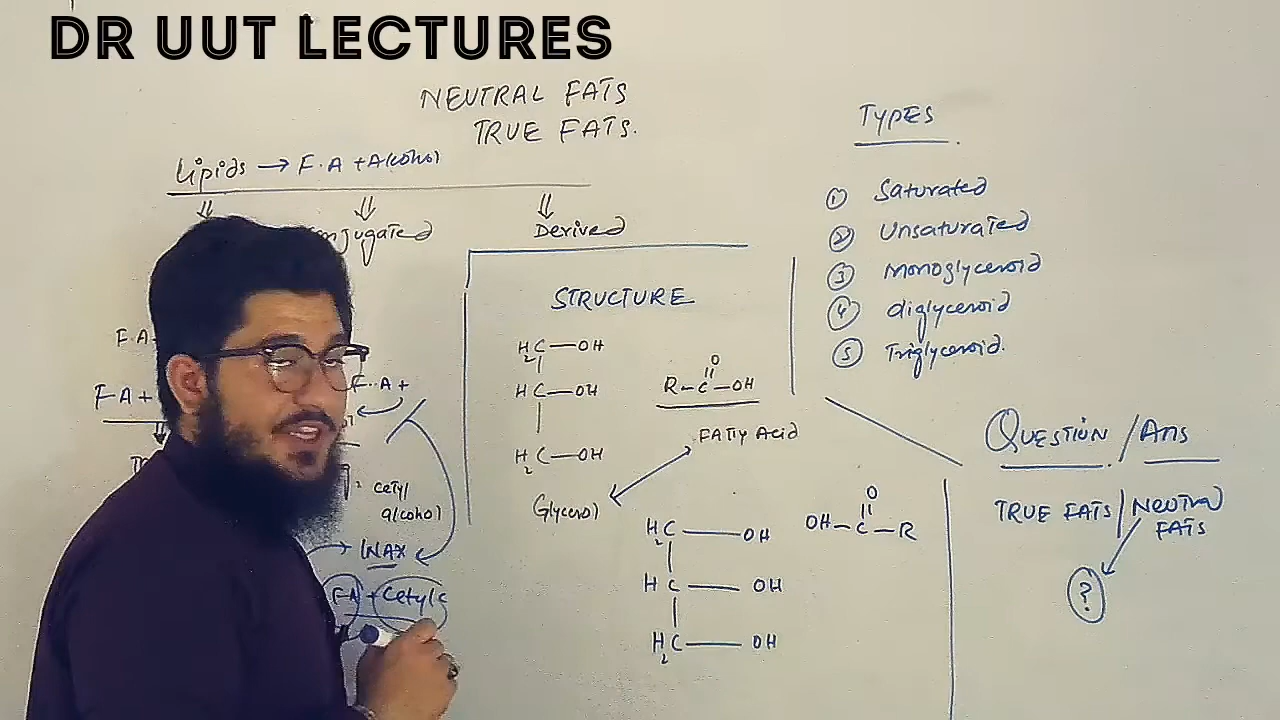 DR UUT LECTURES
NEUTRAL FATS
TRUE FATS.
Lipids → F.A + Alcohol
Derived
TYPES
① Saturated
② Unsaturated
③ Monoglyceroid
④ diglyceroid
⑤ Triglyceroid.
STRUCTURE
H2C—OH
HC—OH
H2C—OH
Glycerol
O
R–C–OH
FATTY ACID
F.A
F.A +
F.A +
cetyl
alcohol
→ WAX
FA + Cetyl
H2C—OH
HC—OH
H2C—OH
O
OH–C–R
QUESTION / Ans
TRUE FATS / NEUTRAL
FATS
?